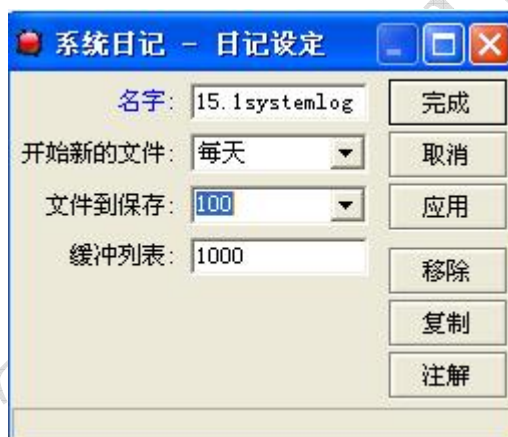 系统日记 - 日记设定
名字: 15.1systemlog 完成
开始新的文件: 每天 取消
文件到保存: 100 应用
缓冲列表: 1000
移除
复制
注解